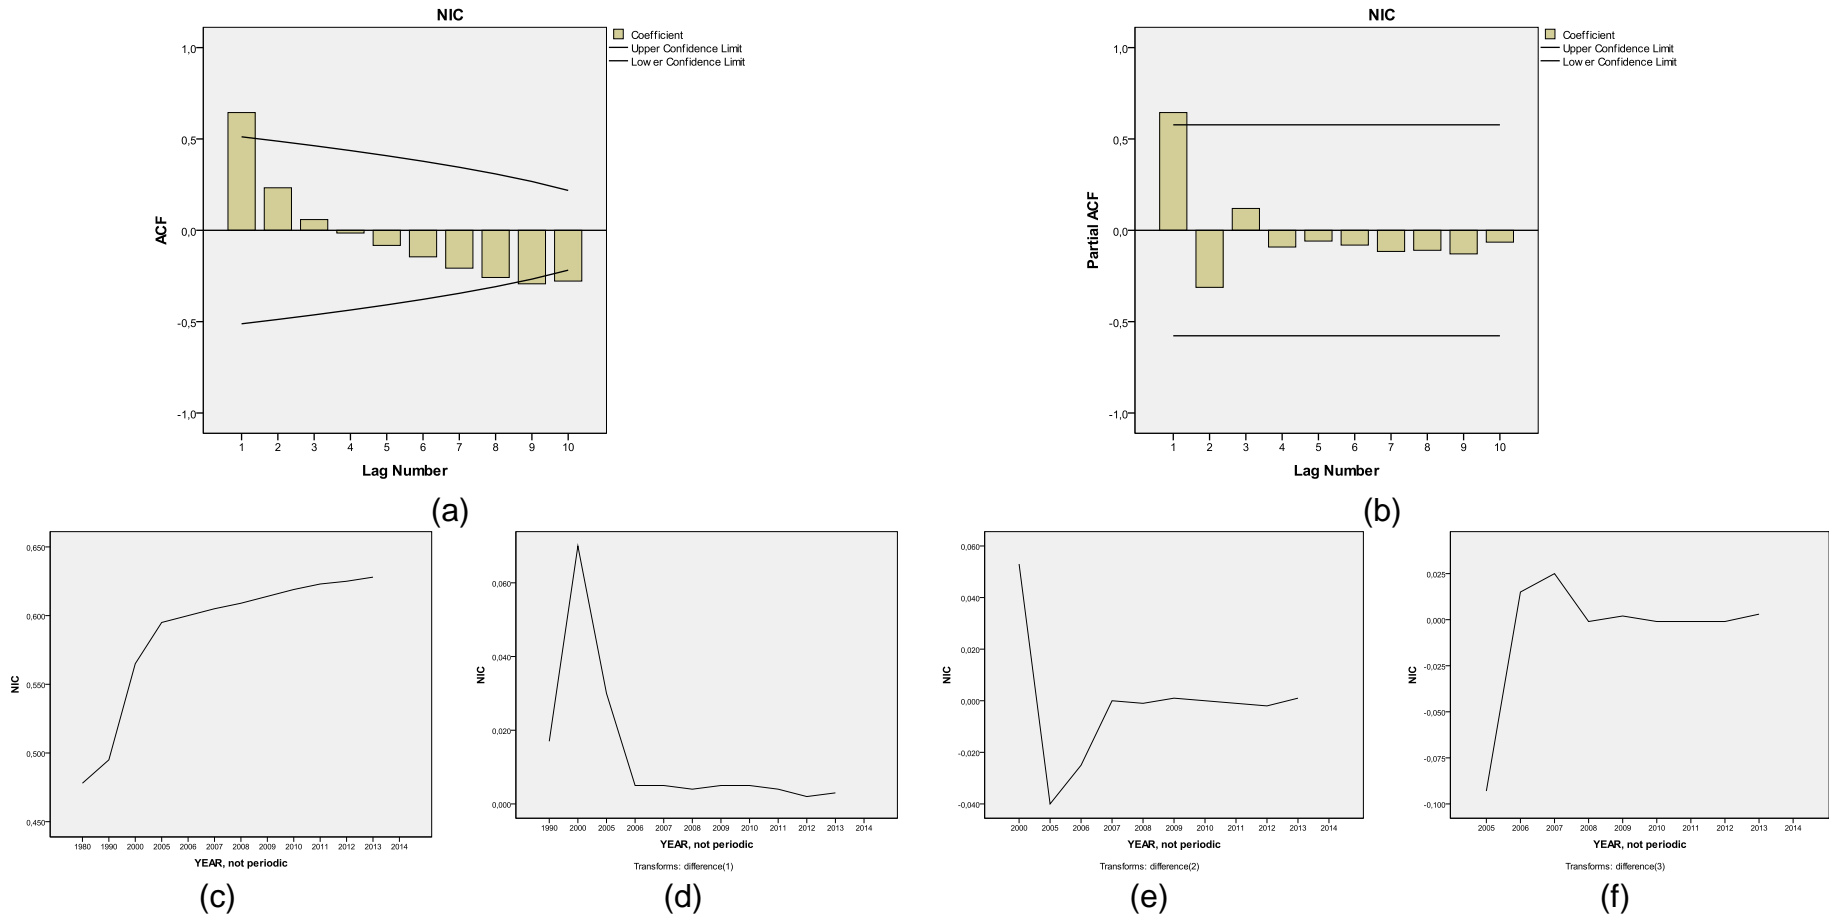 NIC
Coefficient
Upper Confidence Limit
Lower Confidence Limit
1,0
0,5
0,0
-0,5
-1,0
ACF
1 2 3 4 5 6 7 8 9 10
Lag Number
(a)
NIC
Coefficient
Upper Confidence Limit
Lower Confidence Limit
1,0
0,5
0,0
-0,5
-1,0
Partial ACF
1 2 3 4 5 6 7 8 9 10
Lag Number
(b)
0,650
0,600
0,550
0,500
0,450
NIC
1980 1990 2000 2005 2006 2007 2008 2009 2010 2011 2012 2013 2014
YEAR, not periodic
(c)
0,060
0,040
0,020
0,000
NIC
1990 2000 2005 2006 2007 2008 2009 2010 2011 2012 2013 2014
YEAR, not periodic
Transforms: difference(1)
(d)
0,060
0,040
0,020
0,000
-0,020
-0,040
NIC
2000 2005 2006 2007 2008 2009 2010 2011 2012 2013 2014
YEAR, not periodic
Transforms: difference(2)
(e)
0,025
0,000
-0,025
-0,050
-0,075
-0,100
NIC
2005 2006 2007 2008 2009 2010 2011 2012 2013 2014
YEAR, not periodic
Transforms: difference(3)
(f)